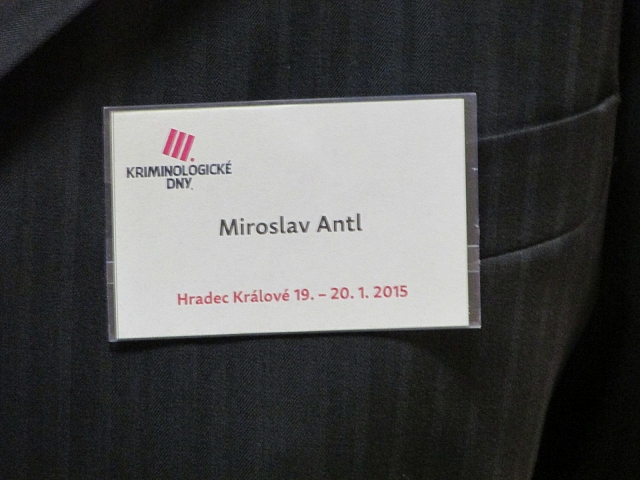 KRIMINOLOGICKÉ
DNY
Miroslav Antl
Hradec Králové 19. – 20. 1. 2015